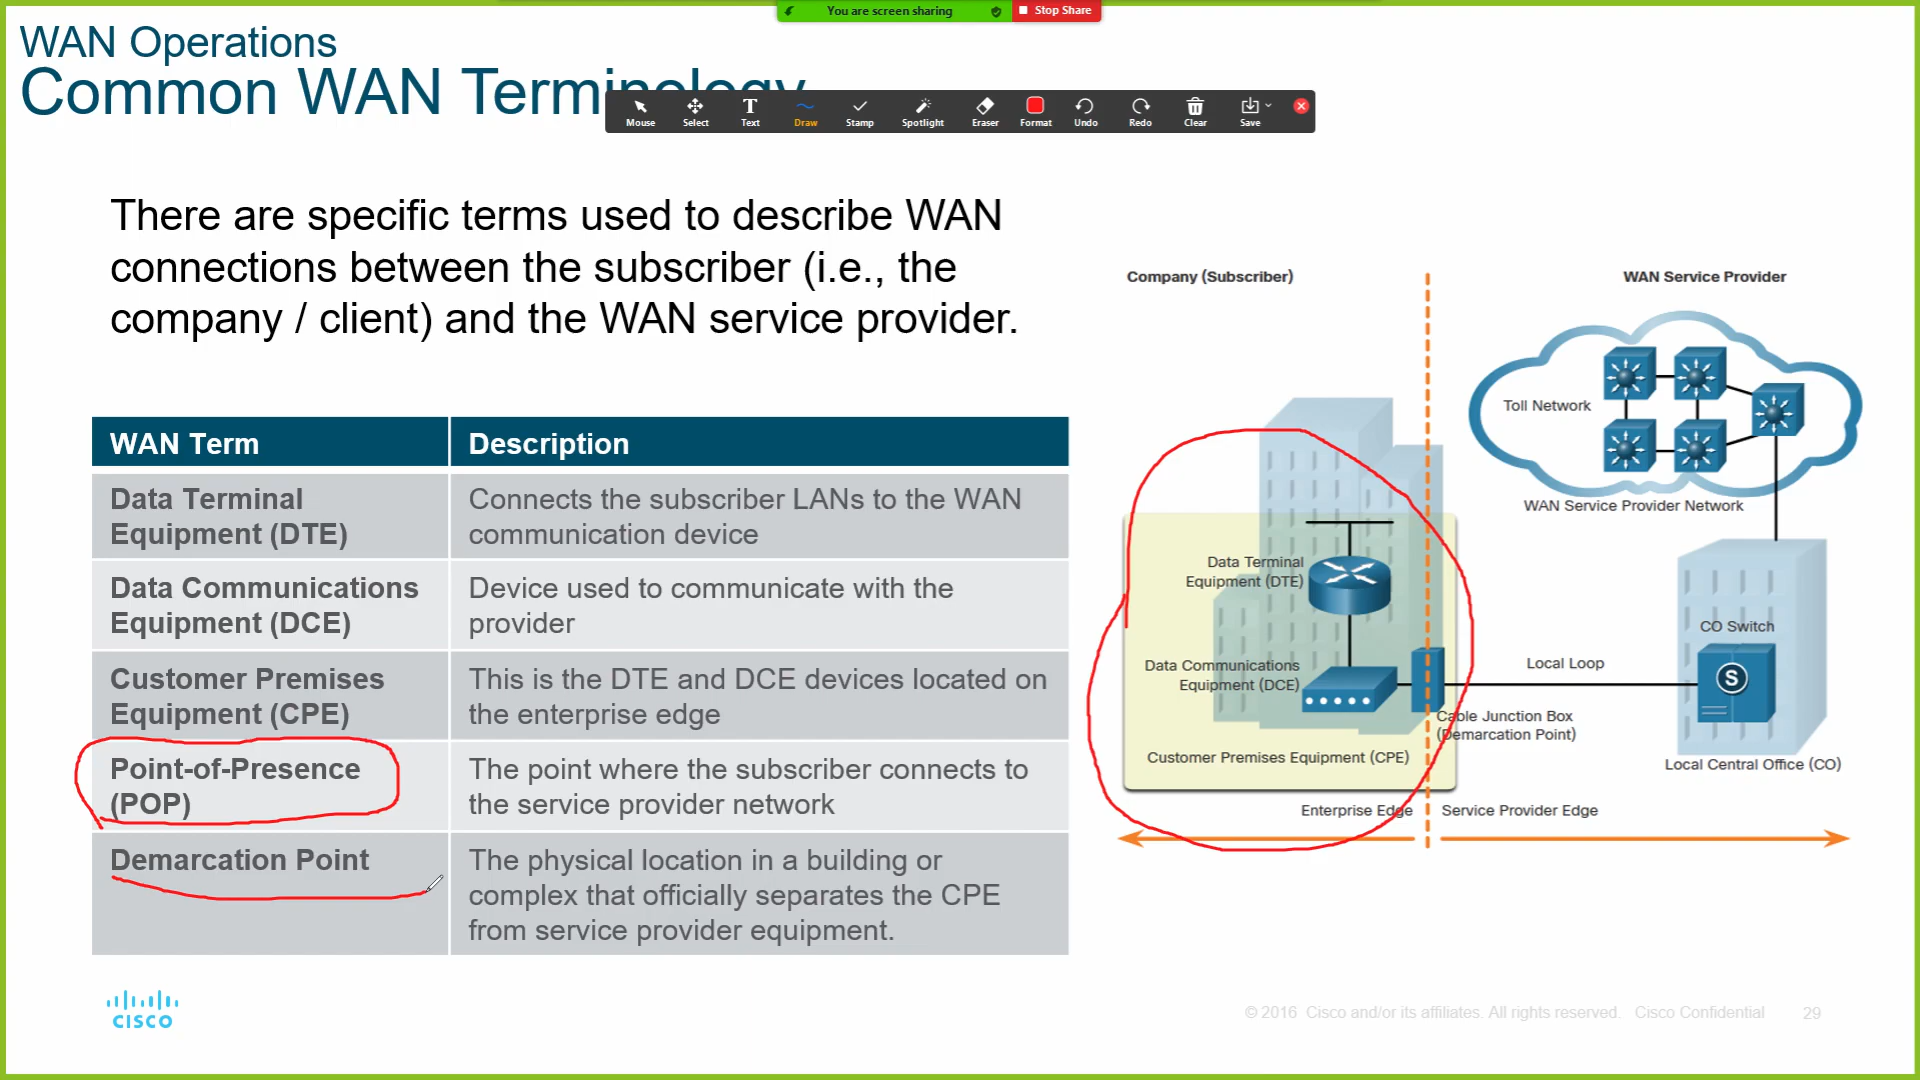 You are screen sharing
Stop Share
WAN Operations
Common WAN Terminology
Mouse
Select
Text
Draw
Stamp
Spotlight
Eraser
Format
Undo
Redo
Clear
Save
There are specific terms used to describe WAN
connections between the subscriber (i.e., the
company / client) and the WAN service provider.
WAN Term
Description
Data Terminal
Equipment (DTE)
Connects the subscriber LANs to the WAN
communication device
Data Communications
Equipment (DCE)
Device used to communicate with the
provider
Customer Premises
Equipment (CPE)
This is the DTE and DCE devices located on
the enterprise edge
Point-of-Presence
(POP)
The point where the subscriber connects to
the service provider network
Demarcation Point
The physical location in a building or
complex that officially separates the CPE
from service provider equipment.
Company (Subscriber)
WAN Service Provider
Toll Network
WAN Service Provider Network
Data Terminal
Equipment (DTE)
Data Communications
Equipment (DCE)
CO Switch
S
Local Loop
Cable Junction Box
(Demarcation Point)
Customer Premises Equipment (CPE)
Local Central Office (CO)
Enterprise Edge
Service Provider Edge
CISCO
© 2016 Cisco and/or its affiliates. All rights reserved. Cisco Confidential
29